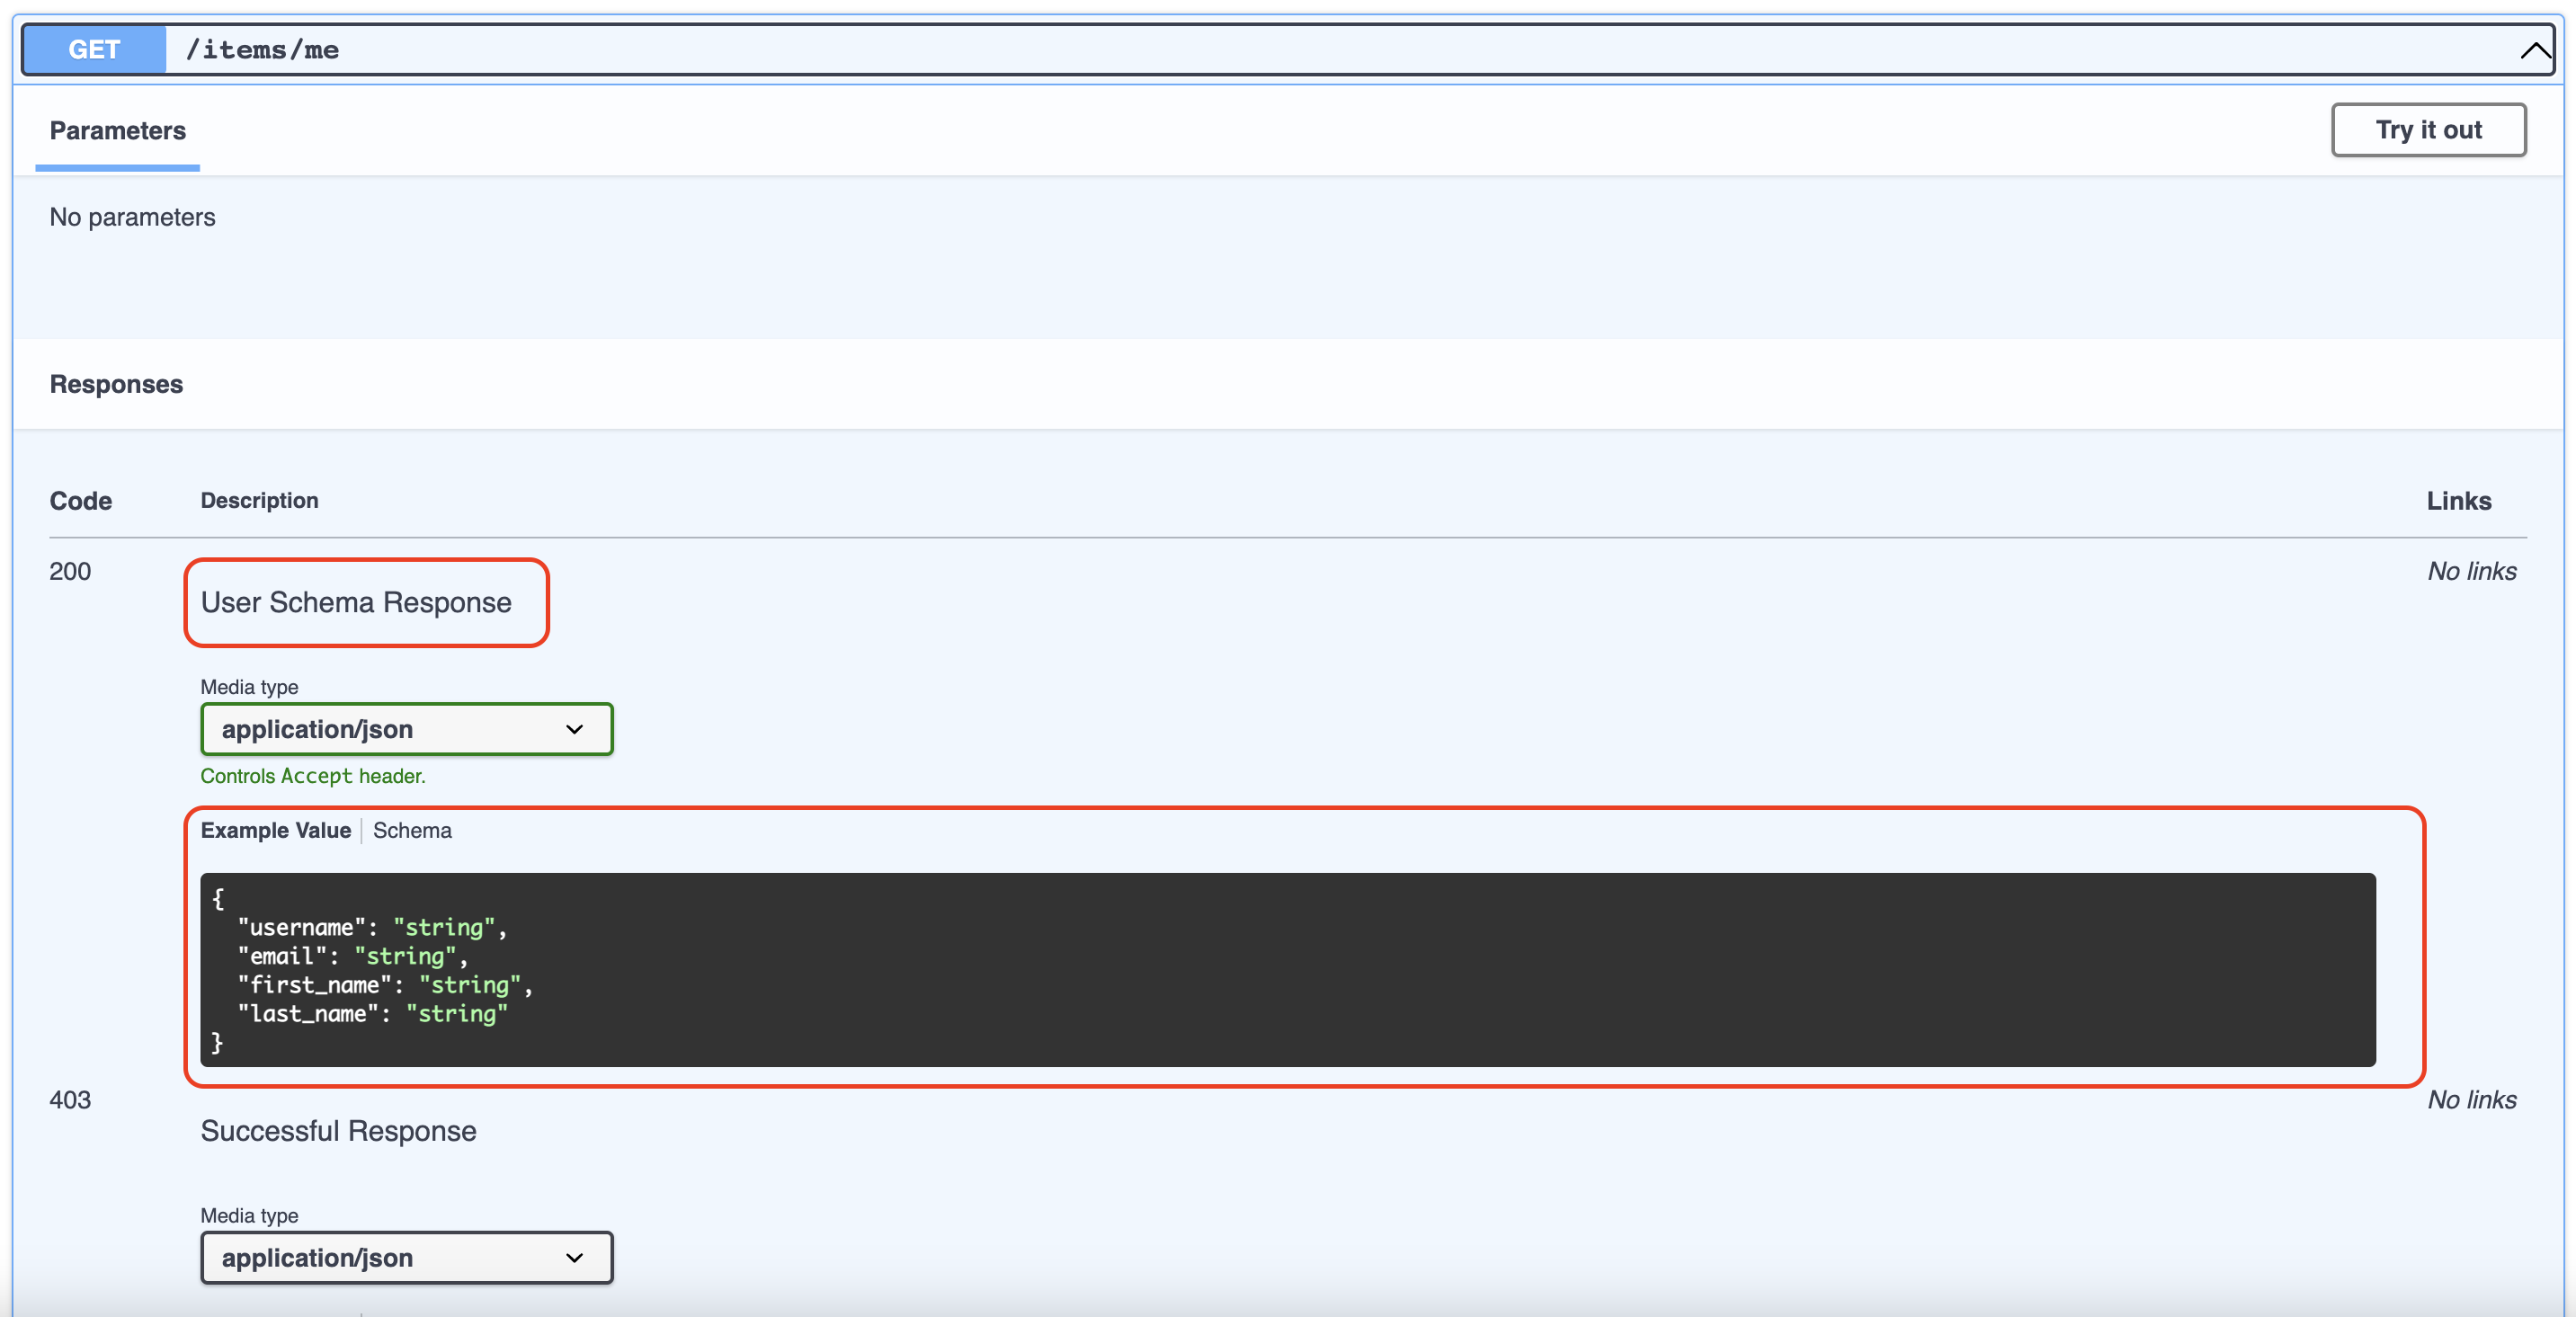 GET /items/me
Parameters
Try it out
No parameters
Responses
Code Description Links
200 No links
User Schema Response
Media type
application/json
Controls Accept header.
Example Value Schema
{
  "username": "string",
  "email": "string",
  "first_name": "string",
  "last_name": "string"
}
403 No links
Successful Response
Media type
application/json